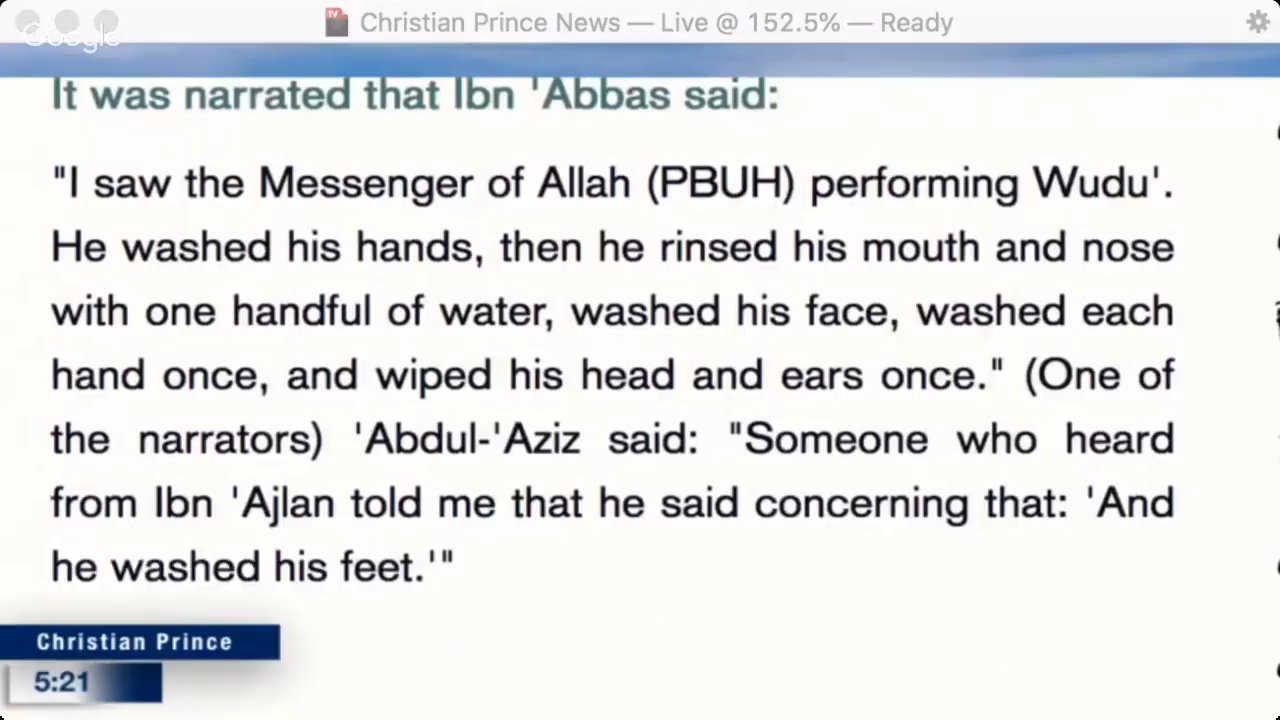 TV Christian Prince News — Live @ 152.5% — Ready
Google
It was narrated that Ibn 'Abbas said:
"I saw the Messenger of Allah (PBUH) performing Wudu'.
He washed his hands, then he rinsed his mouth and nose
with one handful of water, washed his face, washed each
hand once, and wiped his head and ears once." (One of
the narrators) 'Abdul-'Aziz said: "Someone who heard
from Ibn 'Ajlan told me that he said concerning that: 'And
he washed his feet.'"
Christian Prince
5:21